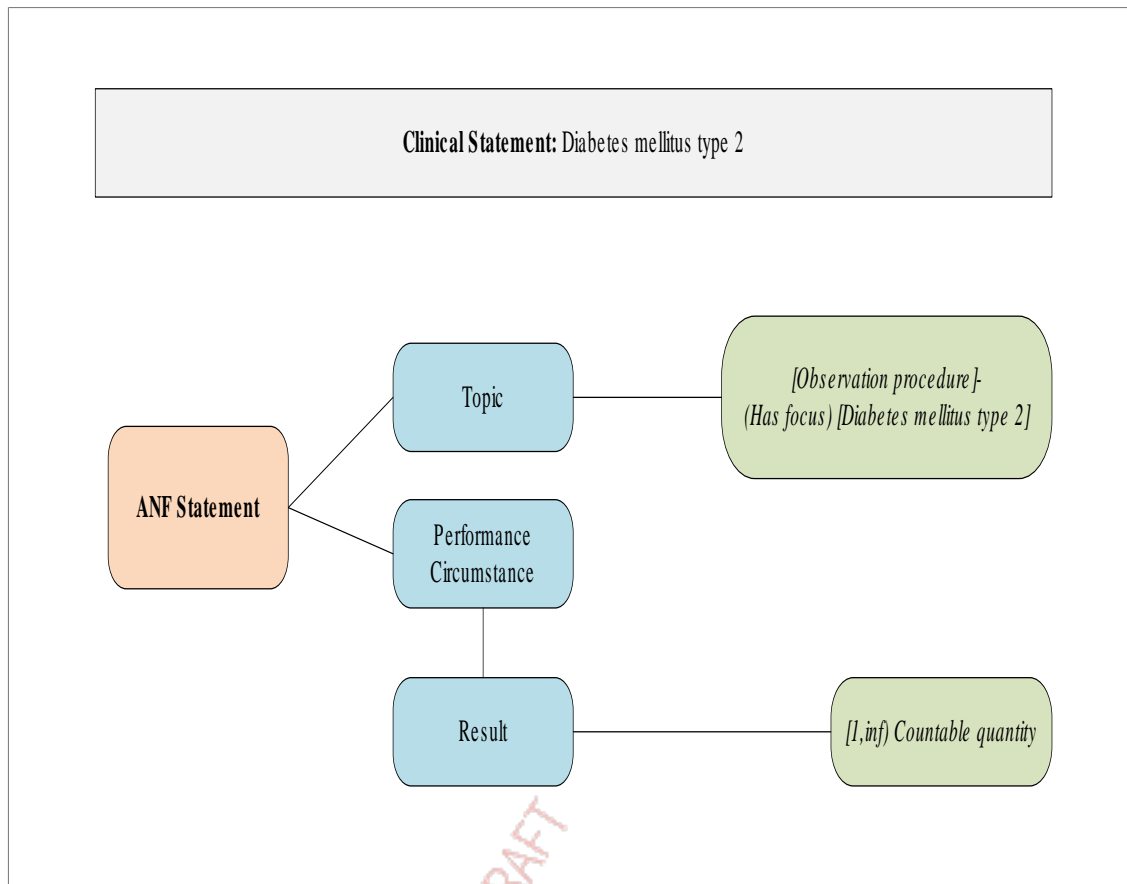 Clinical Statement: Diabetes mellitus type 2
Topic
[Observation procedure]-
(Has focus) [Diabetes mellitus type 2]
ANF Statement
Performance
Circumstance
Result
[1,inf) Countable quantity
RAFT